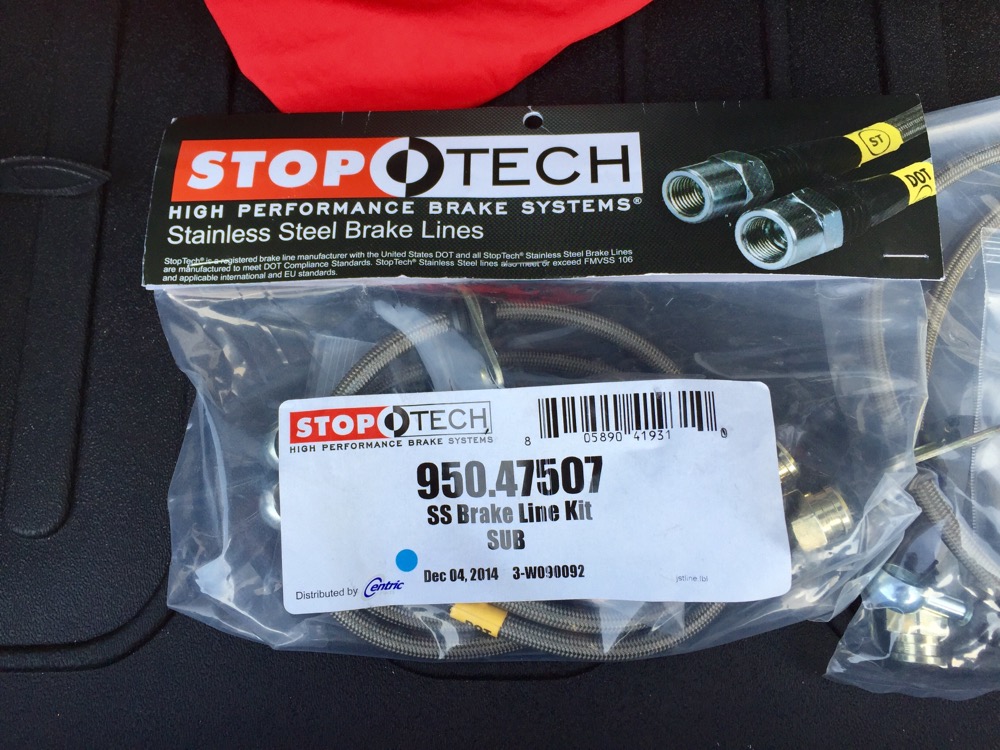 STOPTECH
HIGH PERFORMANCE BRAKE SYSTEMS®
Stainless Steel Brake Lines
StopTech® is a registered brake line manufacturer with the United States DOT and all StopTech® Stainless Steel Brake Lines
are manufactured to meet DOT Compliance Standards. StopTech® Stainless Steel lines also meet or exceed FMVSS 106
and applicable international and EU standards.
ST
DOT
STOPTECH
HIGH PERFORMANCE BRAKE SYSTEMS
8 05890 41931 0
950.47507
SS Brake Line Kit
SUB
Dec 04, 2014 3-W090092
Distributed by Centric
jstline.lbl